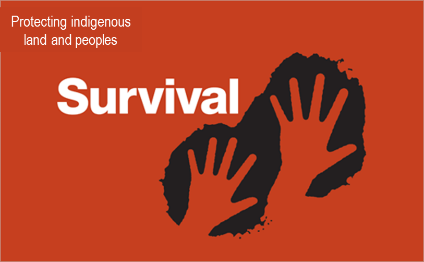 Protecting indigenous
land and peoples
Survival